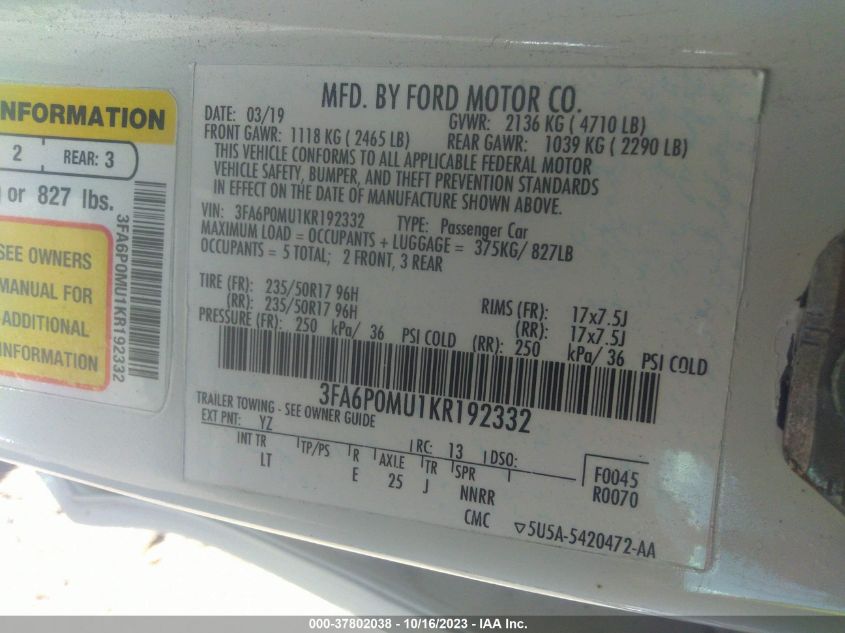 INFORMATION
2 REAR: 3
or 827 lbs.
SEE OWNERS
MANUAL FOR
ADDITIONAL
INFORMATION
3FA6P0MU1KR192332
MFD. BY FORD MOTOR CO.
DATE: 03/19 GVWR: 2136 KG ( 4710 LB)
FRONT GAWR: 1118 KG ( 2465 LB) REAR GAWR: 1039 KG ( 2290 LB)
THIS VEHICLE CONFORMS TO ALL APPLICABLE FEDERAL MOTOR
VEHICLE SAFETY, BUMPER, AND THEFT PREVENTION STANDARDS
IN EFFECT ON THE DATE OF MANUFACTURE SHOWN ABOVE.
VIN: 3FA6P0MU1KR192332 TYPE: Passenger Car
MAXIMUM LOAD = OCCUPANTS + LUGGAGE = 375KG/ 827LB
OCCUPANTS = 5 TOTAL; 2 FRONT, 3 REAR
TIRE (FR): 235/50R17 96H RIMS (FR): 17x7.5J
(RR): 235/50R17 96H (RR): 17x7.5J
PRESSURE (FR): 250 kPa/ 36 PSI COLD (RR): 250 kPa/ 36 PSI COLD
3FA6P0MU1KR192332
TRAILER TOWING - SEE OWNER GUIDE
EXT PNT: YZ RC: 13 DSO:
INT TR TP/PS R AXLE TR SPR F0045
LT E 25 J NNRR R0070
CMC ▽5U5A-5420472-AA
000-37802038 - 10/16/2023 - IAA Inc.